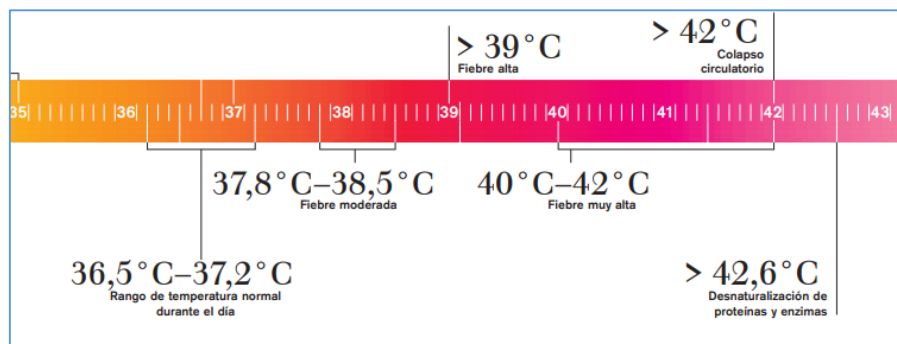 > 39°C
Fiebre alta
> 42°C
Colapso
circulatorio
35 36 37 38 39 40 41 42 43
37,8°C–38,5°C
Fiebre moderada
40°C–42°C
Fiebre muy alta
36,5°C–37,2°C
Rango de temperatura normal
durante el día
> 42,6°C
Desnaturalización de
proteínas y enzimas